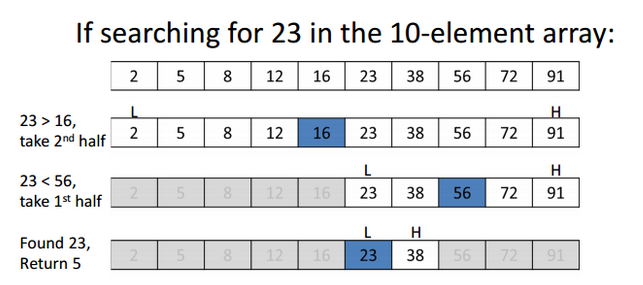 If searching for 23 in the 10-element array:
2 5 8 12 16 23 38 56 72 91
L H
23 > 16,
take 2nd half
2 5 8 12 16 23 38 56 72 91
L H
23 < 56,
take 1st half
2 5 8 12 16 23 38 56 72 91
L H
Found 23,
Return 5
2 5 8 12 16 23 38 56 72 91